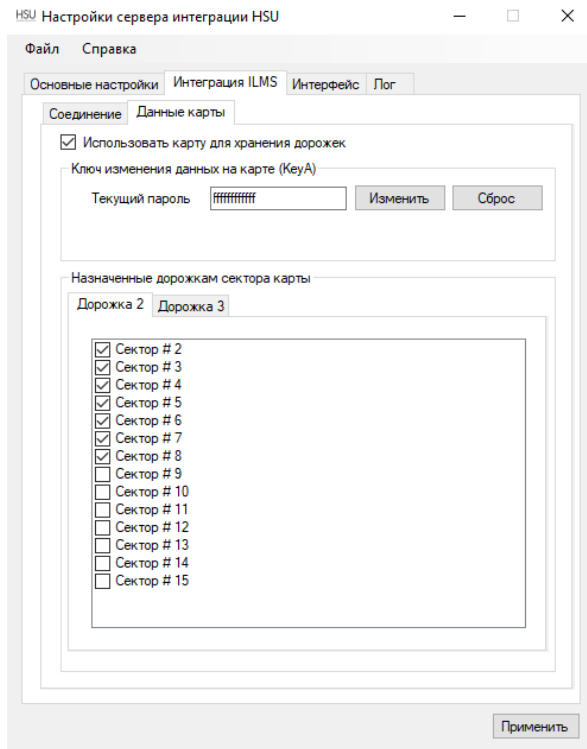 HSU Настройки сервера интеграции HSU
Файл Справка
Основные настройки Интеграция ILMS Интерфейс Лог
Соединение Данные карты
Использовать карту для хранения дорожек
Ключ изменения данных на карте (KeyA)
Текущий пароль ffffffffffff Изменить Сброс
Назначенные дорожкам сектора карты
Дорожка 2 Дорожка 3
Сектор # 2
Сектор # 3
Сектор # 4
Сектор # 5
Сектор # 6
Сектор # 7
Сектор # 8
Сектор # 9
Сектор # 10
Сектор # 11
Сектор # 12
Сектор # 13
Сектор # 14
Сектор # 15
Применить